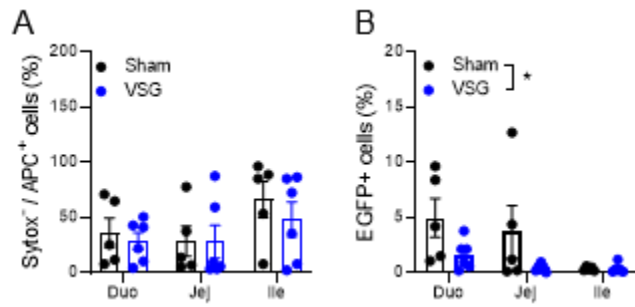 A
Sytox⁻ / APC⁺ cells (%)
200
150
100
50
0
Sham
VSG
Duo Jej Ile
B
EGFP+ cells (%)
20
15
10
5
0
Sham
VSG
*
Duo Jej Ile